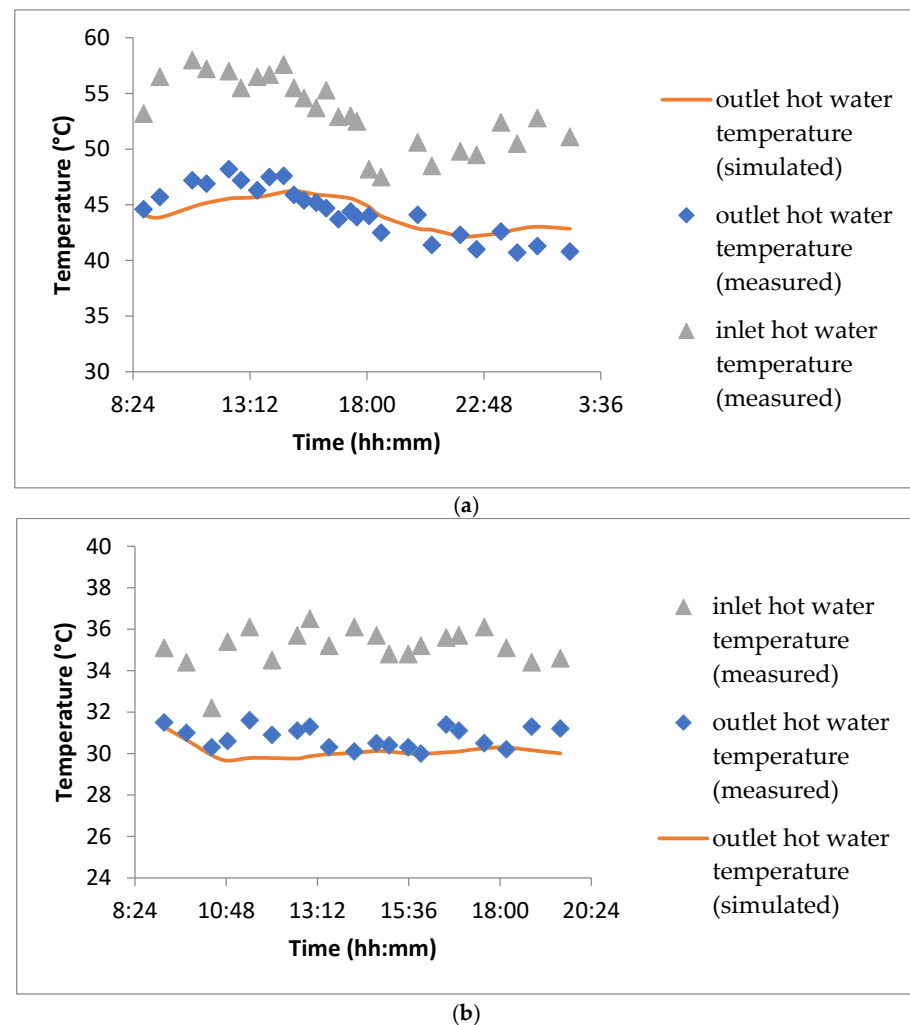 60
55
50
45
40
35
30
Temperature (°C)
8:24 13:12 18:00 22:48 3:36
Time (hh:mm)
outlet hot water
temperature
(simulated)
outlet hot water
temperature
(measured)
inlet hot water
temperature
(measured)
(a)
40
38
36
34
32
30
28
26
24
Temperature (°C)
8:24 10:48 13:12 15:36 18:00 20:24
Time (hh:mm)
inlet hot water
temperature
(measured)
outlet hot water
temperature
(measured)
outlet hot water
temperature
(simulated)
(b)